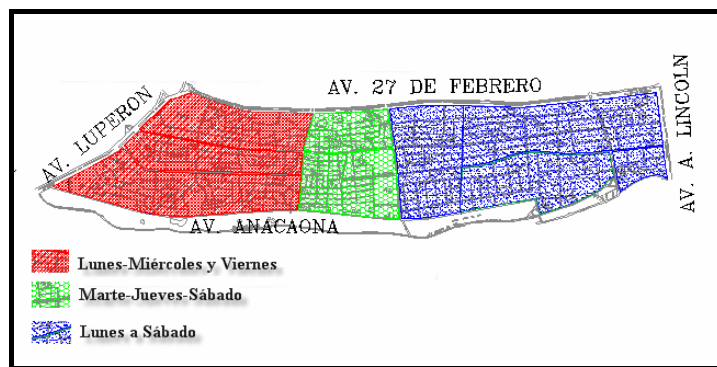 AV. 27 DE FEBRERO
AV. LUPERON
AV. A. LINCOLN
AV. ANACAONA
Lunes-Miércoles y Viernes
Marte-Jueves-Sábado
Lunes a Sábado